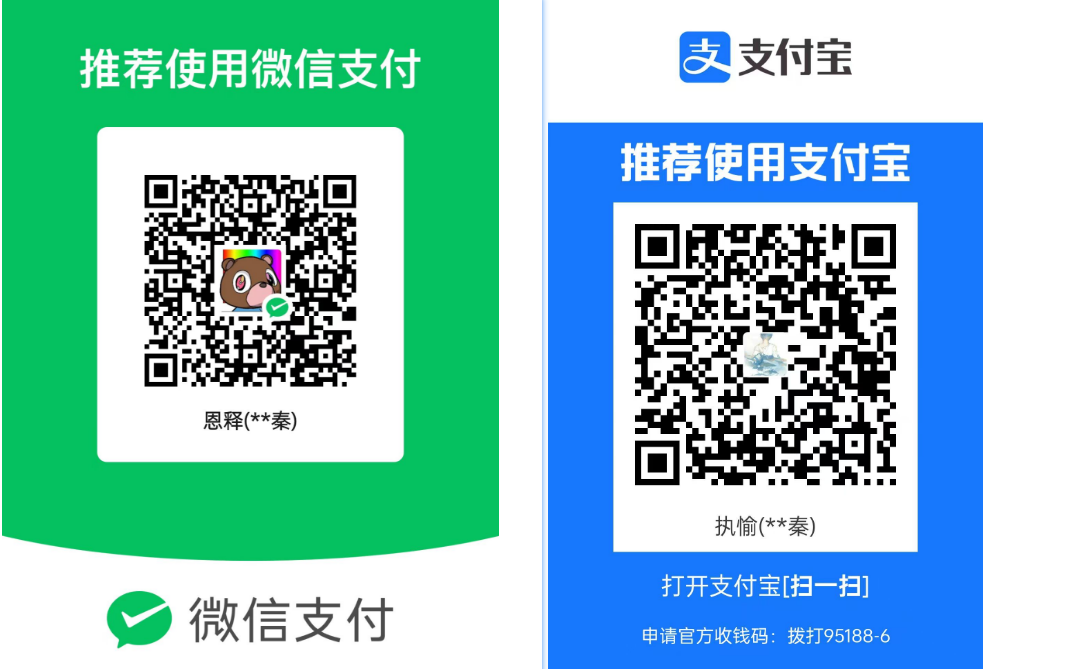 推荐使用微信支付
恩释(**秦)
微信支付
支付宝
推荐使用支付宝
执愉(**秦)
打开支付宝[扫一扫]
申请官方收钱码：拨打95188-6